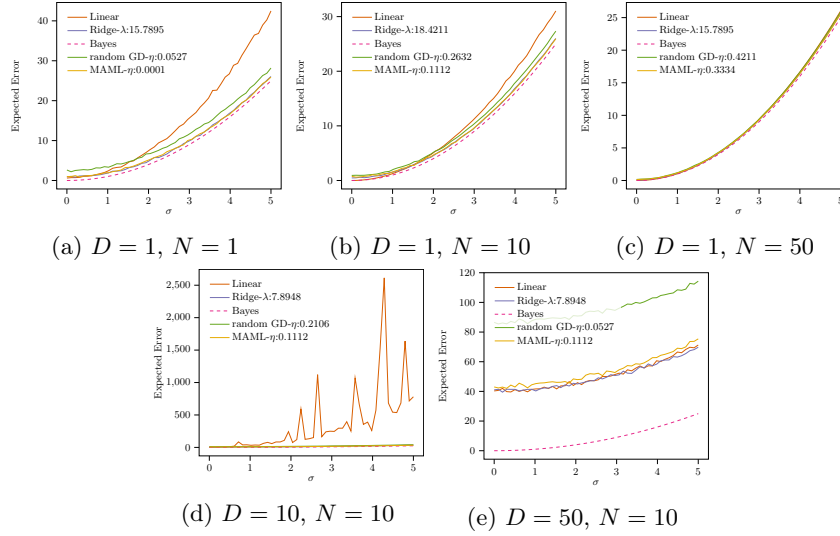 Expected Error
40
30
20
10
0
Linear
Ridge-λ:15.7895
Bayes
random GD-η:0.0527
MAML-η:0.0001
0 1 2 3 4 5
σ
(a) D = 1, N = 1
Expected Error
30
20
10
0
Linear
Ridge-λ:18.4211
Bayes
random GD-η:0.2632
MAML-η:0.1112
0 1 2 3 4 5
σ
(b) D = 1, N = 10
Expected Error
25
20
15
10
5
0
Linear
Ridge-λ:15.7895
Bayes
random GD-η:0.4211
MAML-η:0.3334
0 1 2 3 4 5
σ
(c) D = 1, N = 50
Expected Error
2,500
2,000
1,500
1,000
500
0
Linear
Ridge-λ:7.8948
Bayes
random GD-η:0.2106
MAML-η:0.1112
0 1 2 3 4 5
σ
(d) D = 10, N = 10
Expected Error
120
100
80
60
40
20
0
Linear
Ridge-λ:7.8948
Bayes
random GD-η:0.0527
MAML-η:0.1112
0 1 2 3 4 5
σ
(e) D = 50, N = 10